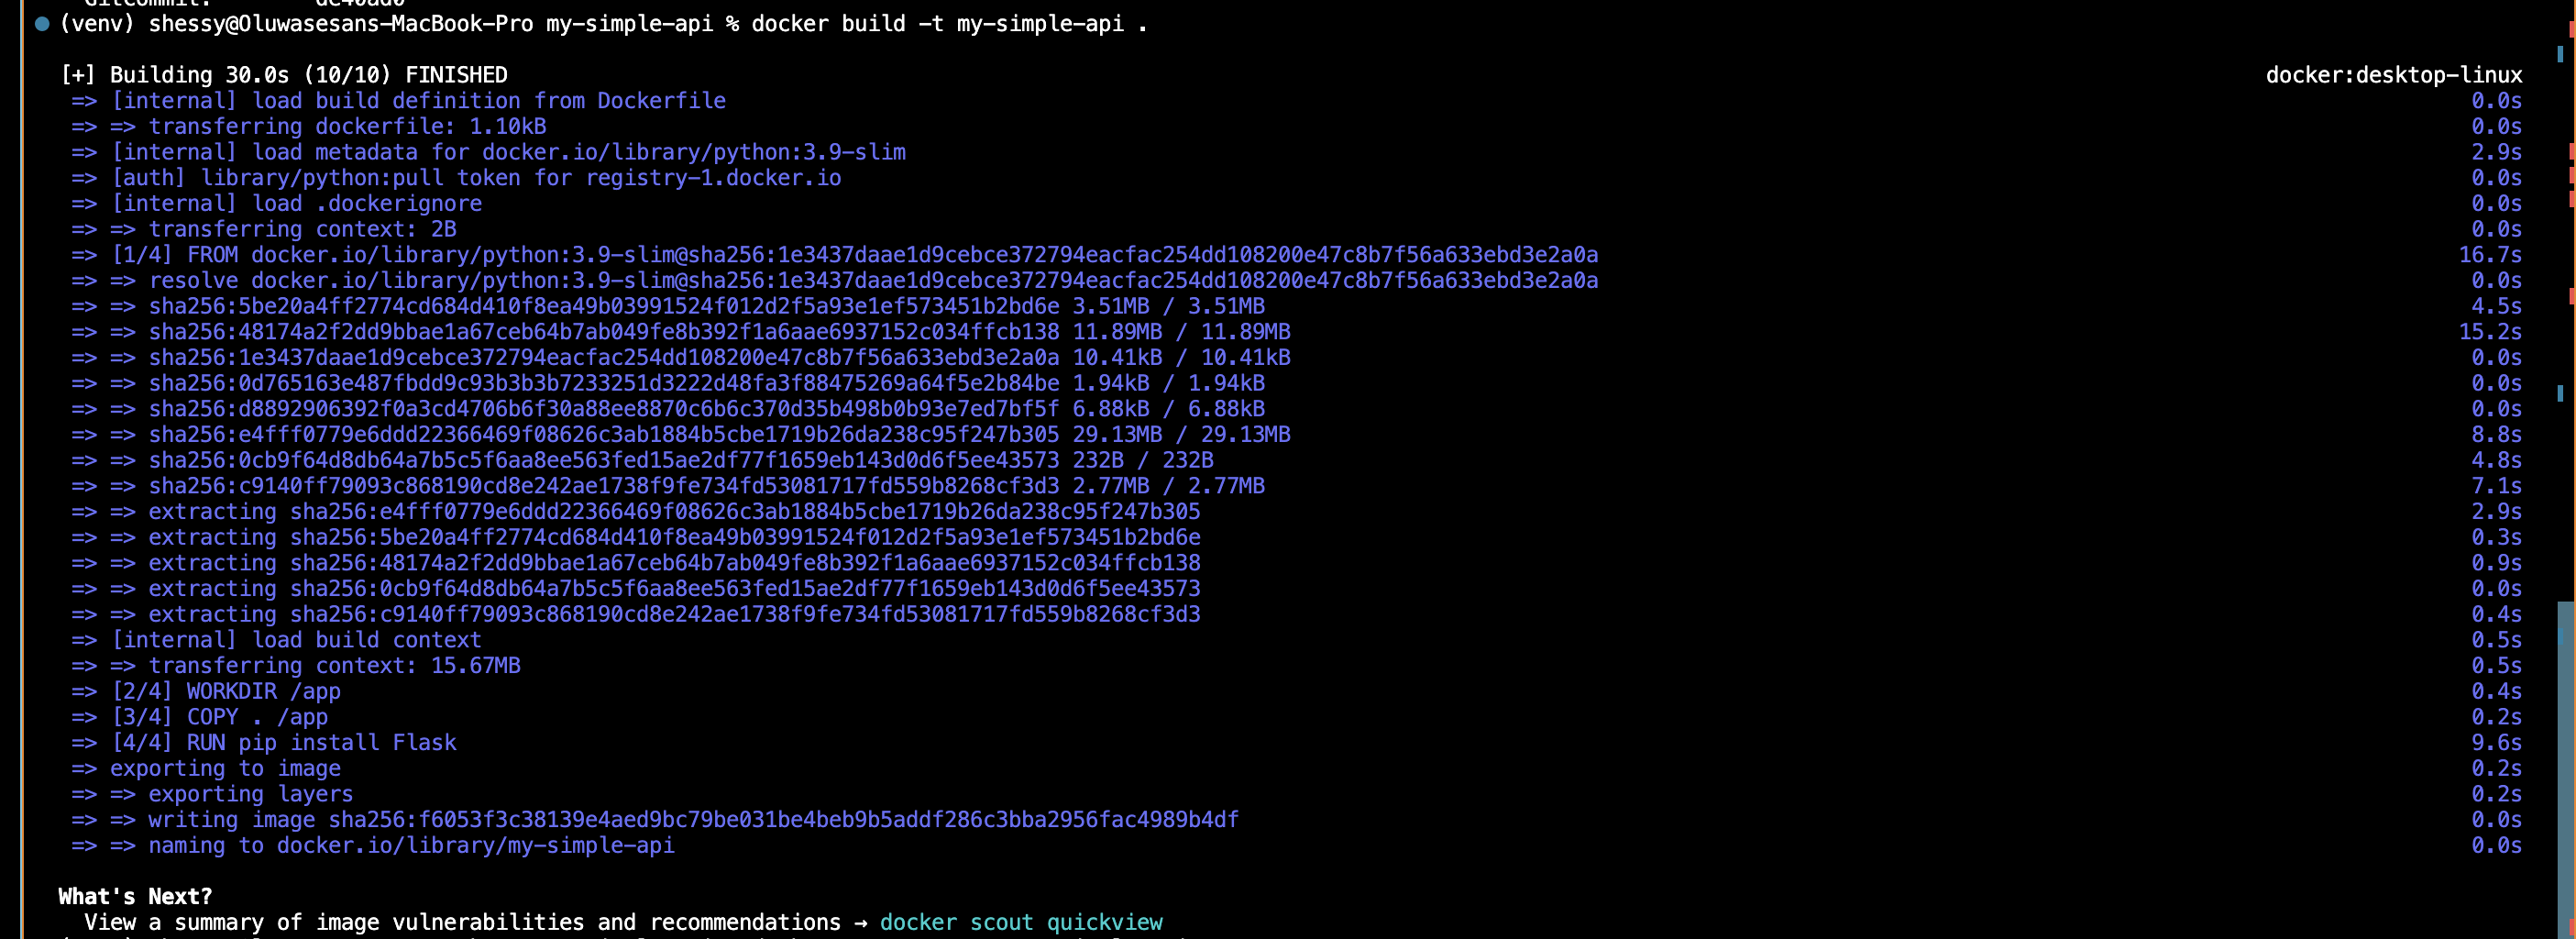 GitCommit: de40ad0
(venv) shessy@Oluwasesans-MacBook-Pro my-simple-api % docker build -t my-simple-api .
[+] Building 30.0s (10/10) FINISHED docker:desktop-linux
=> [internal] load build definition from Dockerfile 0.0s
=> => transferring dockerfile: 1.10kB 0.0s
=> [internal] load metadata for docker.io/library/python:3.9-slim 2.9s
=> [auth] library/python:pull token for registry-1.docker.io 0.0s
=> [internal] load .dockerignore 0.0s
=> => transferring context: 2B 0.0s
=> [1/4] FROM docker.io/library/python:3.9-slim@sha256:1e3437daae1d9cebce372794eacfac254dd108200e47c8b7f56a633ebd3e2a0a 16.7s
=> => resolve docker.io/library/python:3.9-slim@sha256:1e3437daae1d9cebce372794eacfac254dd108200e47c8b7f56a633ebd3e2a0a 0.0s
=> => sha256:5be20a4ff2774cd684d410f8ea49b03991524f012d2f5a93e1ef573451b2bd6e 3.51MB / 3.51MB 4.5s
=> => sha256:48174a2f2dd9bbae1a67ceb64b7ab049fe8b392f1a6aae6937152c034ffcb138 11.89MB / 11.89MB 15.2s
=> => sha256:1e3437daae1d9cebce372794eacfac254dd108200e47c8b7f56a633ebd3e2a0a 10.41kB / 10.41kB 0.0s
=> => sha256:0d765163e487fbdd9c93b3b3b7233251d3222d48fa3f88475269a64f5e2b84be 1.94kB / 1.94kB 0.0s
=> => sha256:d8892906392f0a3cd4706b6f30a88ee8870c6b6c370d35b498b0b93e7ed7bf5f 6.88kB / 6.88kB 0.0s
=> => sha256:e4fff0779e6ddd22366469f08626c3ab1884b5cbe1719b26da238c95f247b305 29.13MB / 29.13MB 8.8s
=> => sha256:0cb9f64d8db64a7b5c5f6aa8ee563fed15ae2df77f1659eb143d0d6f5ee43573 232B / 232B 4.8s
=> => sha256:c9140ff79093c868190cd8e242ae1738f9fe734fd53081717fd559b8268cf3d3 2.77MB / 2.77MB 7.1s
=> => extracting sha256:e4fff0779e6ddd22366469f08626c3ab1884b5cbe1719b26da238c95f247b305 2.9s
=> => extracting sha256:5be20a4ff2774cd684d410f8ea49b03991524f012d2f5a93e1ef573451b2bd6e 0.3s
=> => extracting sha256:48174a2f2dd9bbae1a67ceb64b7ab049fe8b392f1a6aae6937152c034ffcb138 0.9s
=> => extracting sha256:0cb9f64d8db64a7b5c5f6aa8ee563fed15ae2df77f1659eb143d0d6f5ee43573 0.0s
=> => extracting sha256:c9140ff79093c868190cd8e242ae1738f9fe734fd53081717fd559b8268cf3d3 0.4s
=> [internal] load build context 0.5s
=> => transferring context: 15.67MB 0.5s
=> [2/4] WORKDIR /app 0.4s
=> [3/4] COPY . /app 0.2s
=> [4/4] RUN pip install Flask 9.6s
=> exporting to image 0.2s
=> => exporting layers 0.2s
=> => writing image sha256:f6053f3c38139e4aed9bc79be031be4beb9b5addf286c3bba2956fac4989b4df 0.0s
=> => naming to docker.io/library/my-simple-api 0.0s
What's Next?
View a summary of image vulnerabilities and recommendations → docker scout quickview